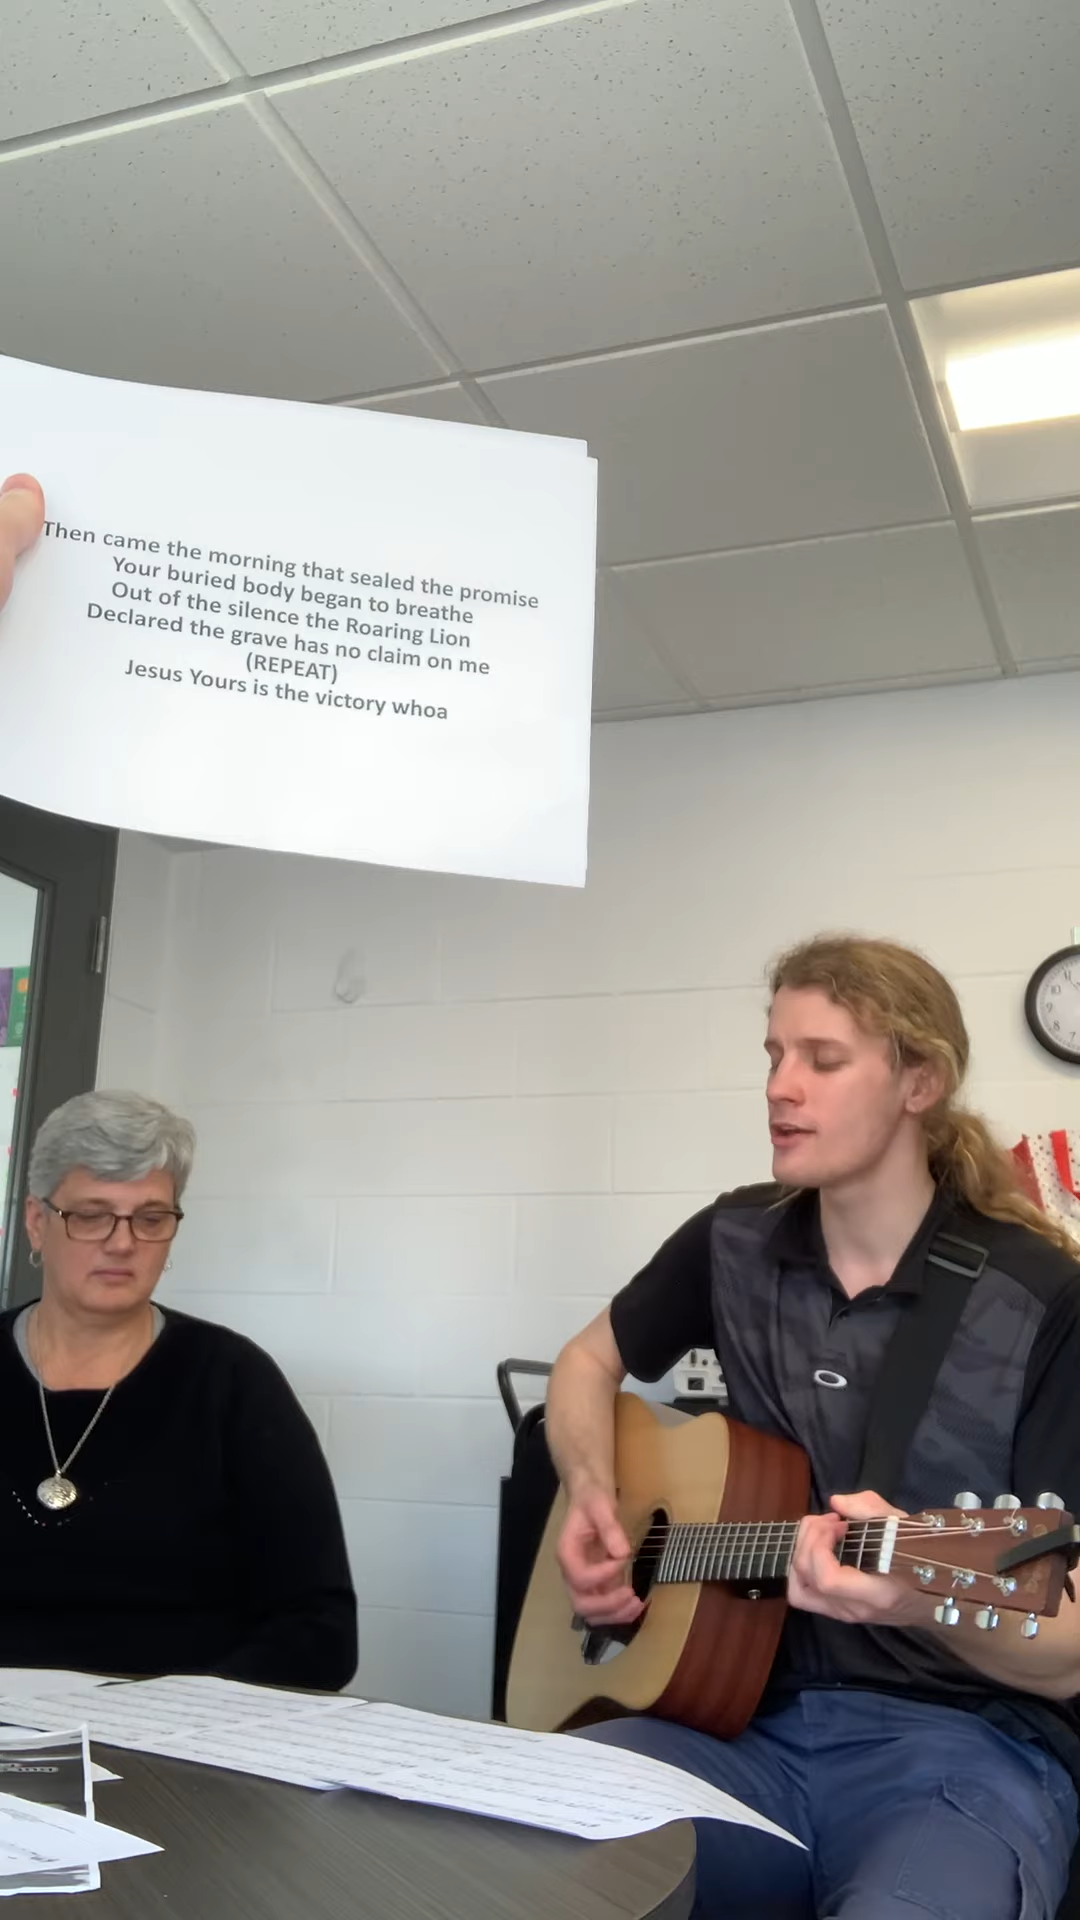 Then came the morning that sealed the promise
Your buried body began to breathe
Out of the silence the Roaring Lion
Declared the grave has no claim on me
(REPEAT)
Jesus Yours is the victory whoa